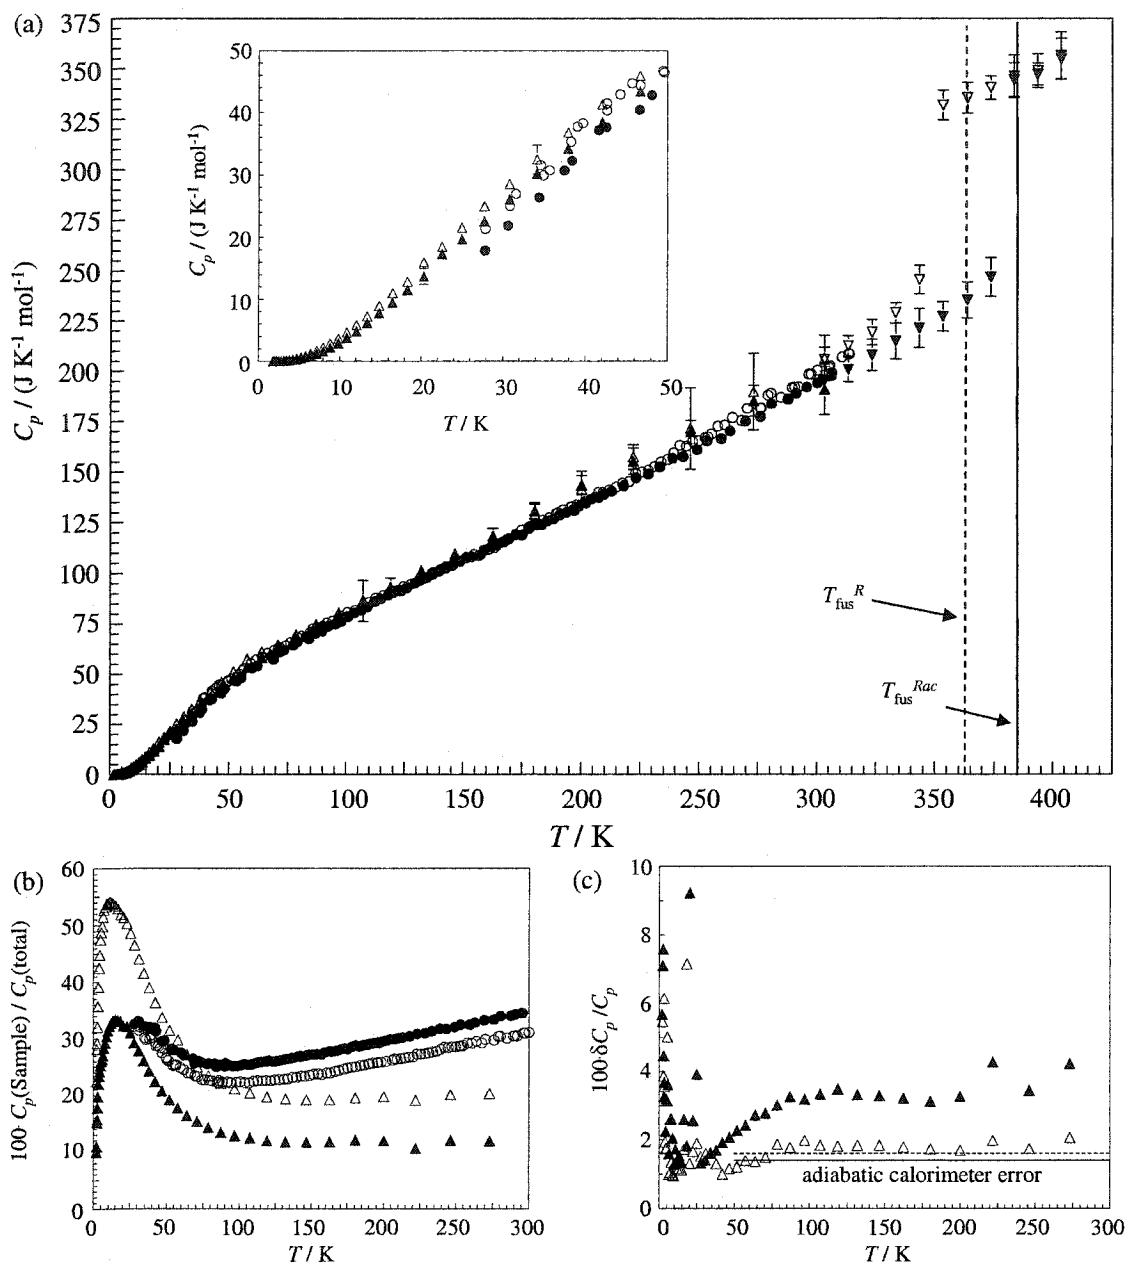 (a)
375
350
325
300
275
250
225
200
175
150
125
100
75
50
25
0
C_p / (J K⁻¹ mol⁻¹)
0 50 100 150 200 250 300 350 400
T / K
50
40
30
20
10
0
C_p / (J K⁻¹ mol⁻¹)
0 10 20 30 40 50
T / K
T_fus^R
T_fus^Rac
(b)
60
50
40
30
20
10
0
100· C_p(Sample) / C_p(total)
0 50 100 150 200 250 300
T / K
(c)
10
8
6
4
2
0
100·δC_p/C_p
adiabatic calorimeter error
0 50 100 150 200 250 300
T / K